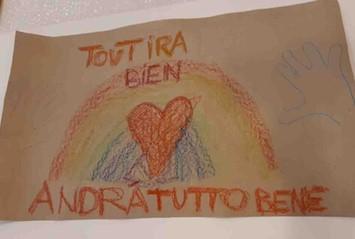 TOUT IRA
BIEN
ANDRÁ TUTTO BENE